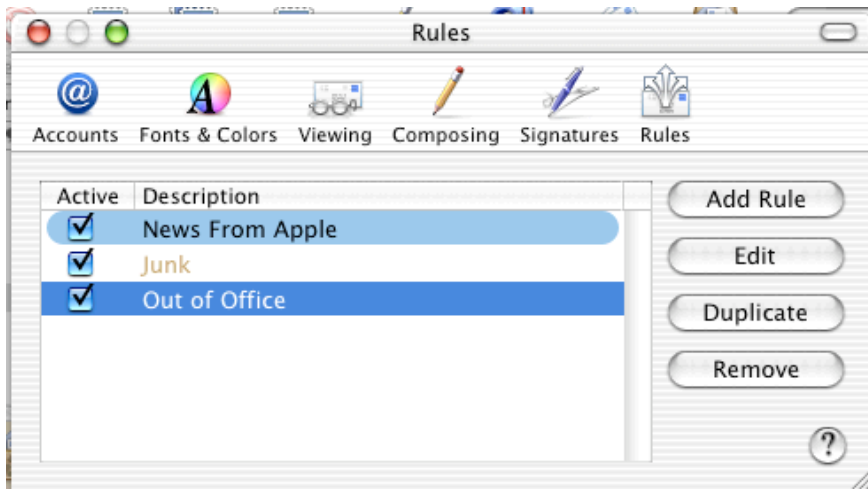 Rules
Accounts Fonts & Colors Viewing Composing Signatures Rules
Active Description
News From Apple
Junk
Out of Office
Add Rule
Edit
Duplicate
Remove
?